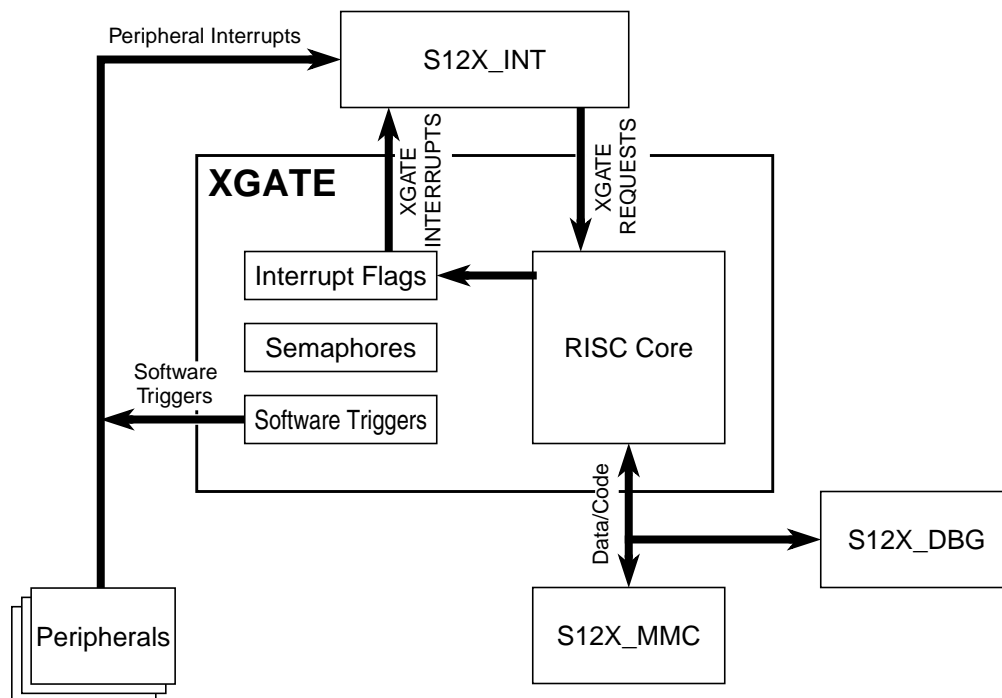 Peripheral Interrupts
S12X_INT
XGATE
INTERRUPTS
XGATE
REQUESTS
XGATE
Interrupt Flags
Semaphores
RISC Core
Software
Triggers
Software Triggers
Data/Code
S12X_DBG
Peripherals
S12X_MMC